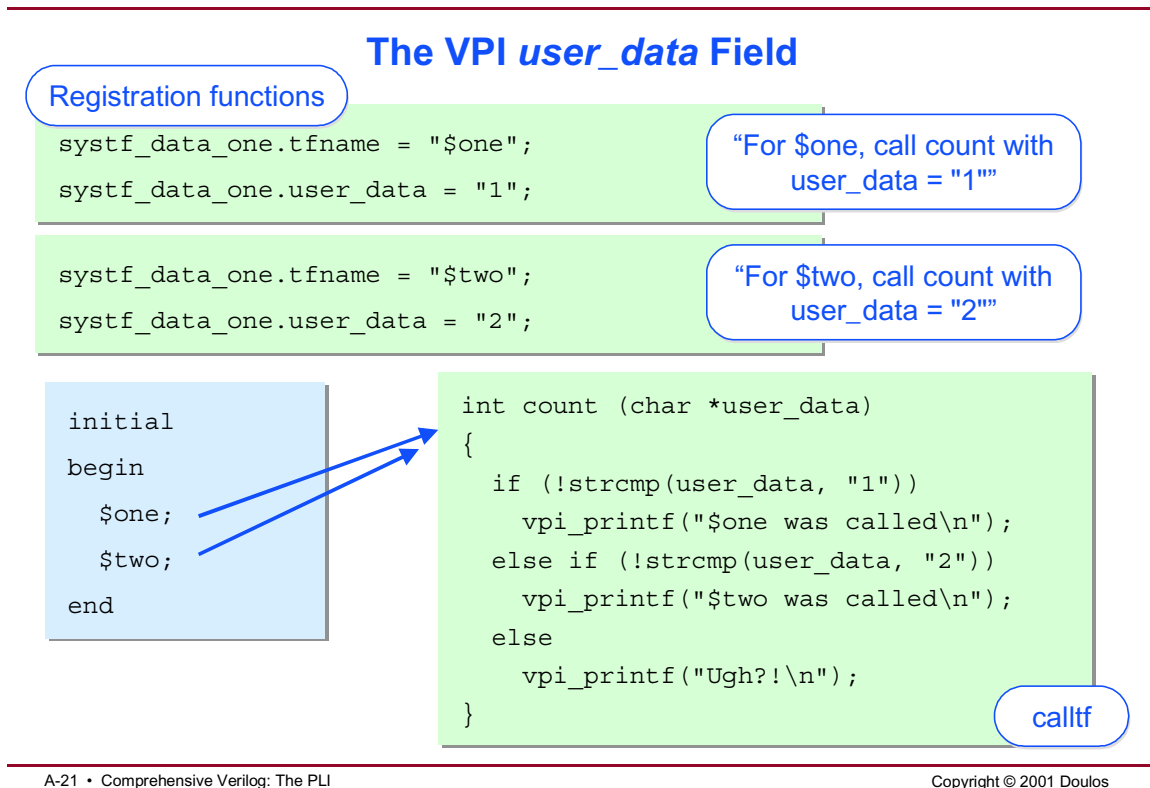 The VPI user_data Field
Registration functions
systf_data_one.tfname = "$one";
systf_data_one.user_data = "1";
“For $one, call count with
user_data = "1"”
systf_data_one.tfname = "$two";
systf_data_one.user_data = "2";
“For $two, call count with
user_data = "2"”
initial
begin
$one;
$two;
end
int count (char *user_data)
{
if (!strcmp(user_data, "1"))
vpi_printf("$one was called\n");
else if (!strcmp(user_data, "2"))
vpi_printf("$two was called\n");
else
vpi_printf("Ugh?!\n");
}
calltf
A-21 • Comprehensive Verilog: The PLI
Copyright © 2001 Doulos